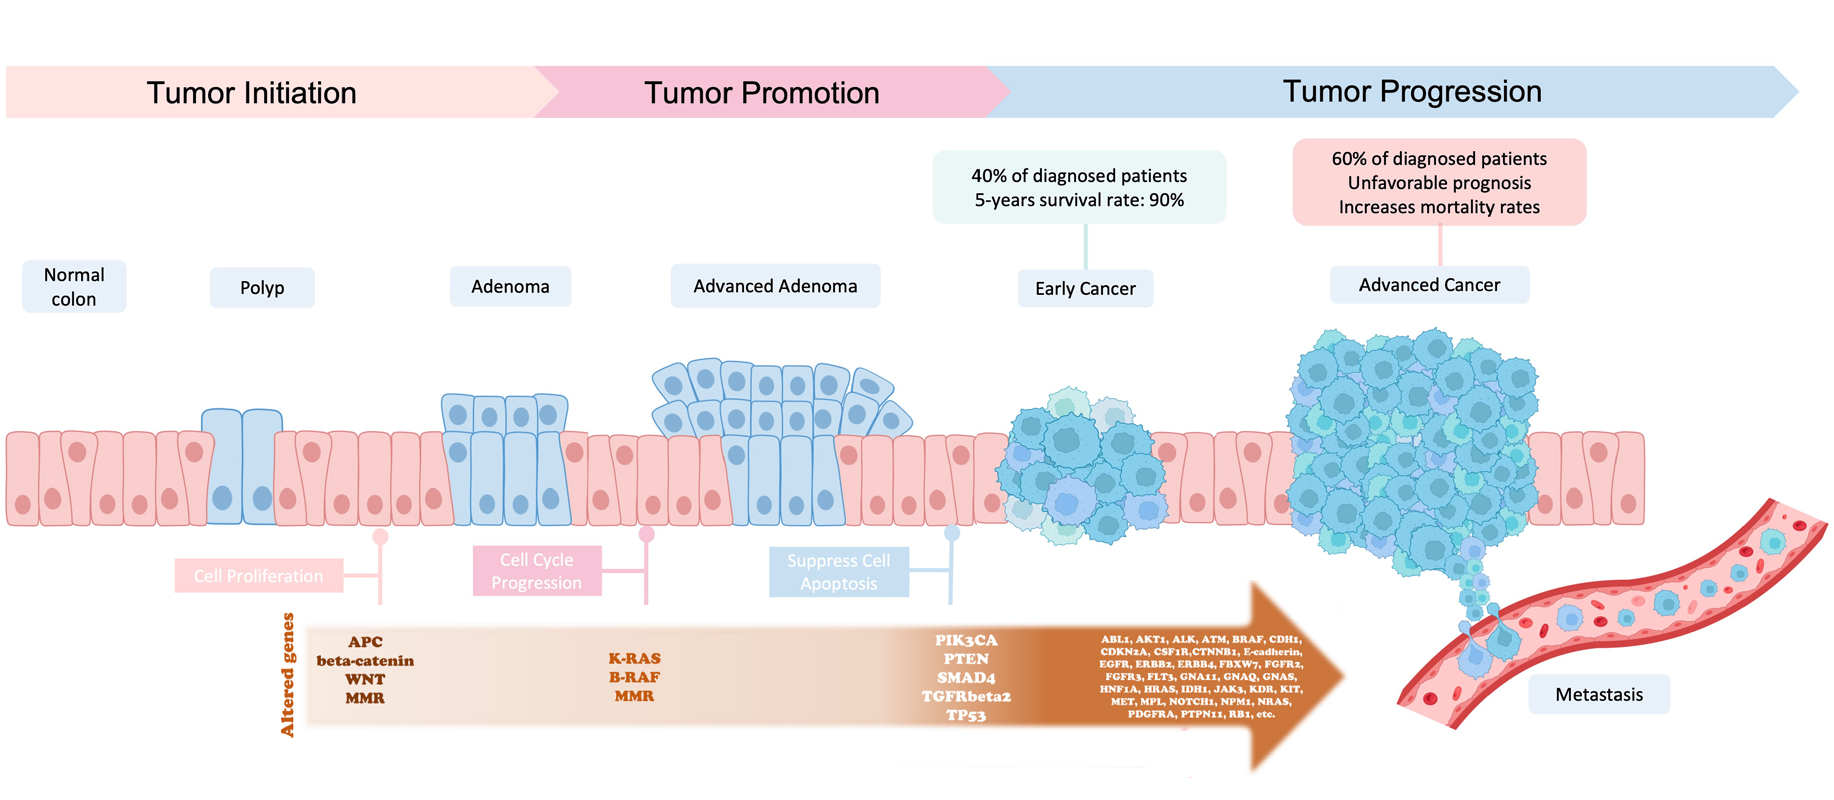 Tumor Initiation
Tumor Promotion
Tumor Progression
40% of diagnosed patients
5-years survival rate: 90%
60% of diagnosed patients
Unfavorable prognosis
Increases mortality rates
Normal
colon
Polyp
Adenoma
Advanced Adenoma
Early Cancer
Advanced Cancer
Cell Proliferation
Cell Cycle
Progression
Suppress Cell
Apoptosis
Altered genes
APC
beta-catenin
WNT
MMR
K-RAS
B-RAF
MMR
PIK3CA
PTEN
SMAD4
TGFRbeta2
TP53
ABL1, AKT1, ALK, ATM, BRAF, CDH1,
CDKN2A, CSF1R,CTNNB1, E-cadherin,
EGFR, ERBB2, ERBB4, FBXW7, FGFR2,
FGFR3, FLT3, GNA11, GNAQ, GNAS,
HNF1A, HRAS, IDH1, JAK3, KDR, KIT,
MET, MPL, NOTCH1, NPM1, NRAS,
PDGFRA, PTPN11, RB1, etc.
Metastasis